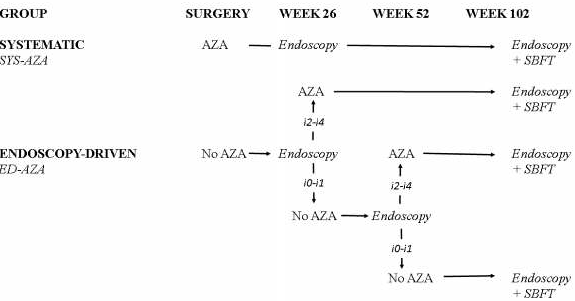 GROUP SURGERY WEEK 26 WEEK 52 WEEK 102
SYSTEMATIC AZA Endoscopy Endoscopy
SYS-AZA + SBFT
AZA Endoscopy
+ SBFT
i2-i4
ENDOSCOPY-DRIVEN No AZA Endoscopy AZA Endoscopy
ED-AZA + SBFT
i0-i1 i2-i4
No AZA Endoscopy
i0-i1
No AZA Endoscopy
+ SBFT